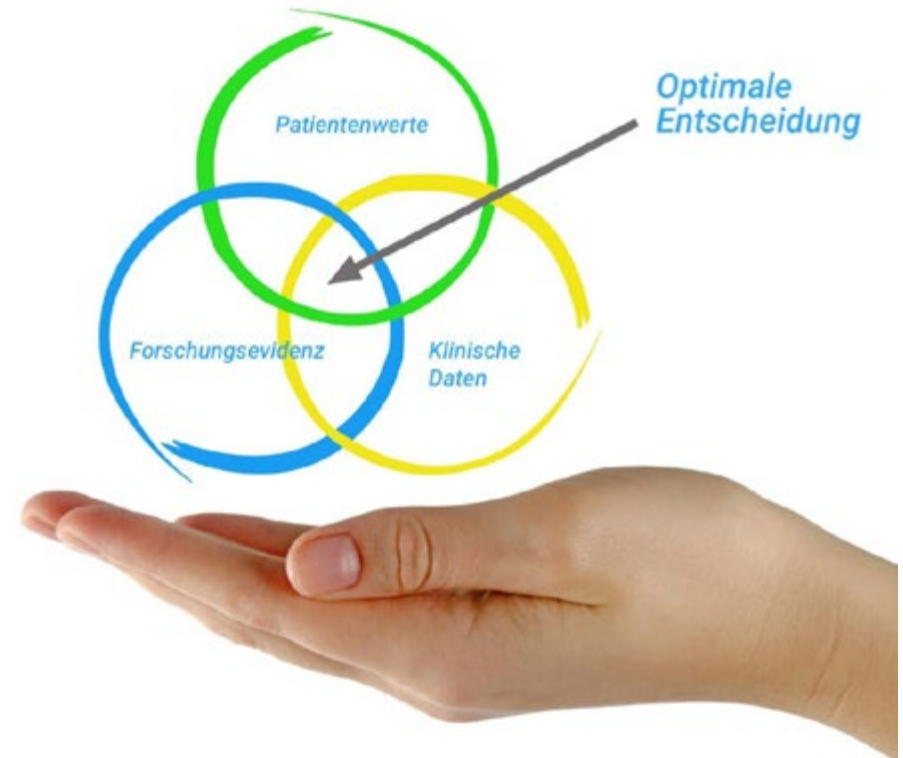 Optimale
Entscheidung
Patientenwerte
Forschungsevidenz
Klinische
Daten